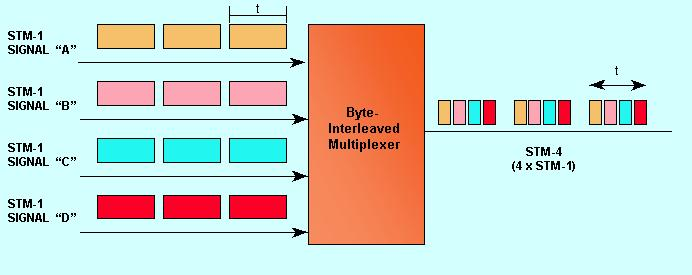 t
STM-1
SIGNAL “A”
STM-1
SIGNAL “B”
STM-1
SIGNAL “C”
STM-1
SIGNAL “D”
Byte-
Interleaved
Multiplexer
t
STM-4
(4 x STM-1)